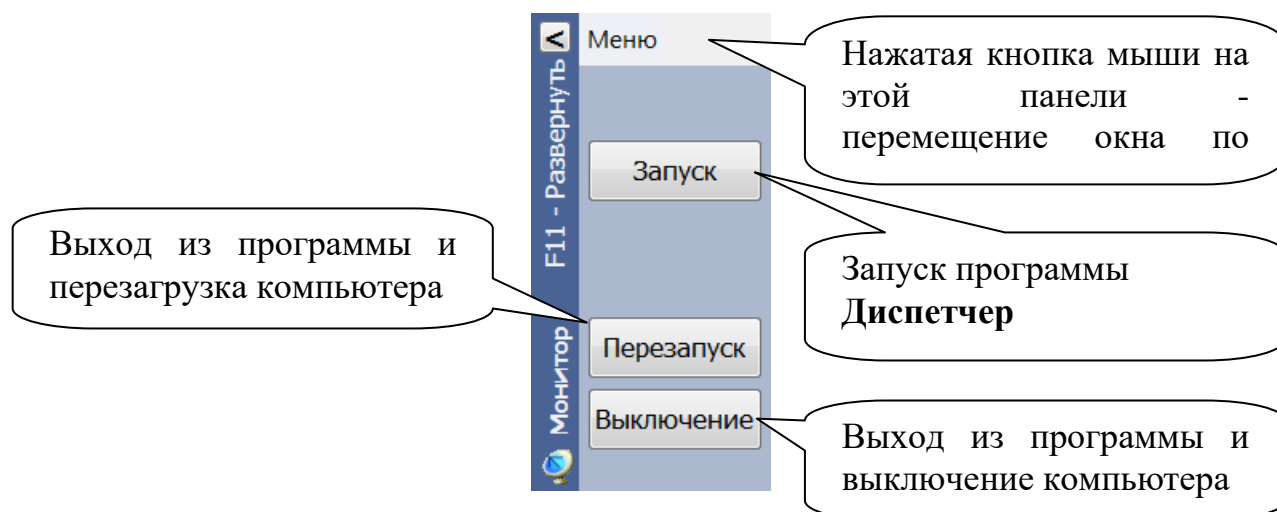 Меню
Нажатая кнопка мыши на
этой панели -
перемещение окна по
F11 - Развернуть
Запуск
Выход из программы и
перезагрузка компьютера
Запуск программы
Диспетчер
Монитор
Перезапуск
Выключение
Выход из программы и
выключение компьютера